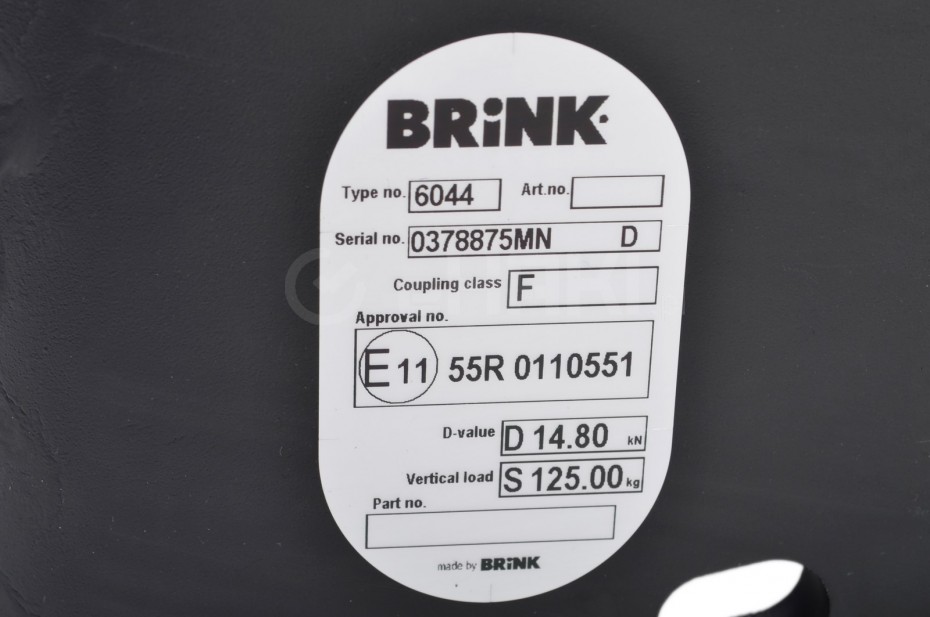 BRiNK
Type no. 6044 Art.no.
Serial no. 0378875MN D
Coupling class F
Approval no.
E 11 55R 0110551
D-value D 14.80 kN
Vertical load S 125.00 kg
Part no.
made by BRiNK